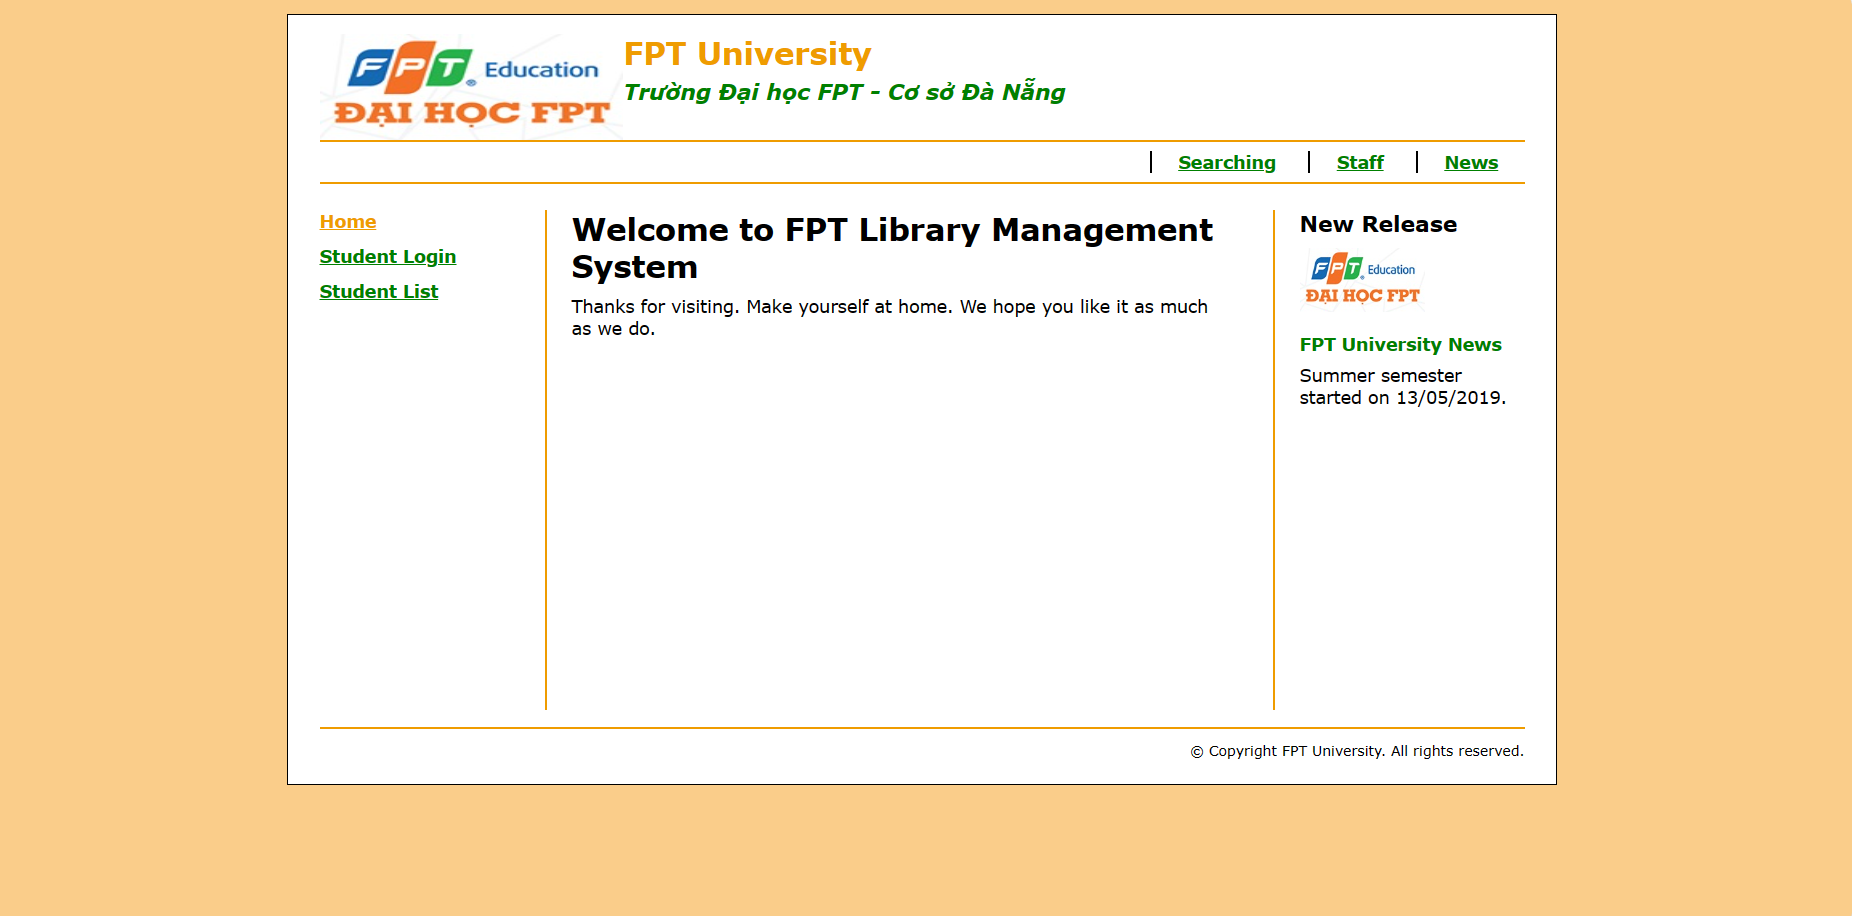 FPT Education
ĐẠI HỌC FPT
FPT University
Trường Đại học FPT - Cơ sở Đà Nẵng
Searching
Staff
News
Home
Student Login
Student List
Welcome to FPT Library Management
System
Thanks for visiting. Make yourself at home. We hope you like it as much
as we do.
New Release
FPT Education
ĐẠI HỌC FPT
FPT University News
Summer semester
started on 13/05/2019.
© Copyright FPT University. All rights reserved.